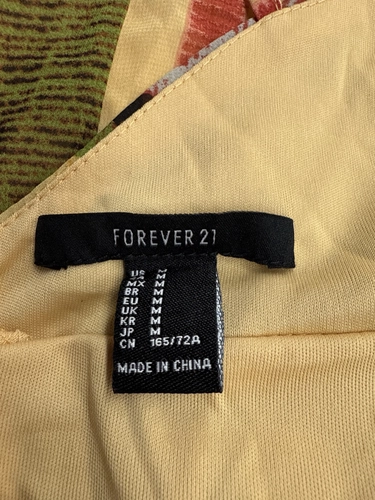 FOREVER 21
US M
MX M
BR M
EU M
UK M
KR M
JP M
CN 165/72A
MADE IN CHINA